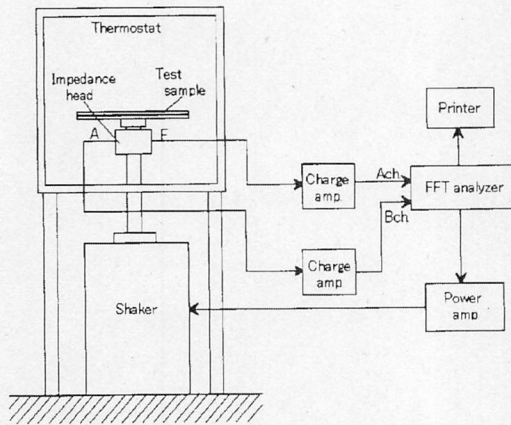 Thermostat
Impedance
head
Test
sample
A
F
Charge
amp.
Ach.
Charge
amp
Bch.
Printer
FFT analyzer
Power
amp
Shaker